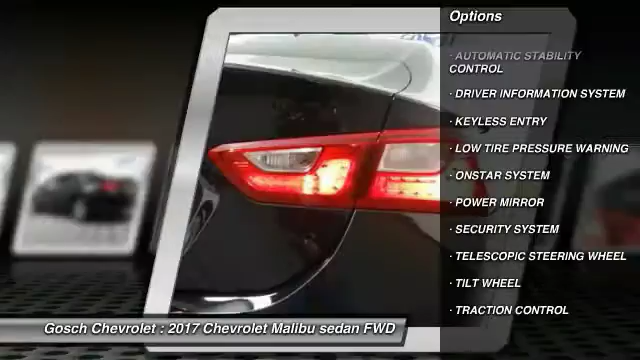 Options
· AUTOMATIC STABILITY
CONTROL
· DRIVER INFORMATION SYSTEM
· KEYLESS ENTRY
· LOW TIRE PRESSURE WARNING
· ONSTAR SYSTEM
· POWER MIRROR
· SECURITY SYSTEM
· TELESCOPIC STEERING WHEEL
· TILT WHEEL
· TRACTION CONTROL
Gosch Chevrolet : 2017 Chevrolet Malibu sedan FWD